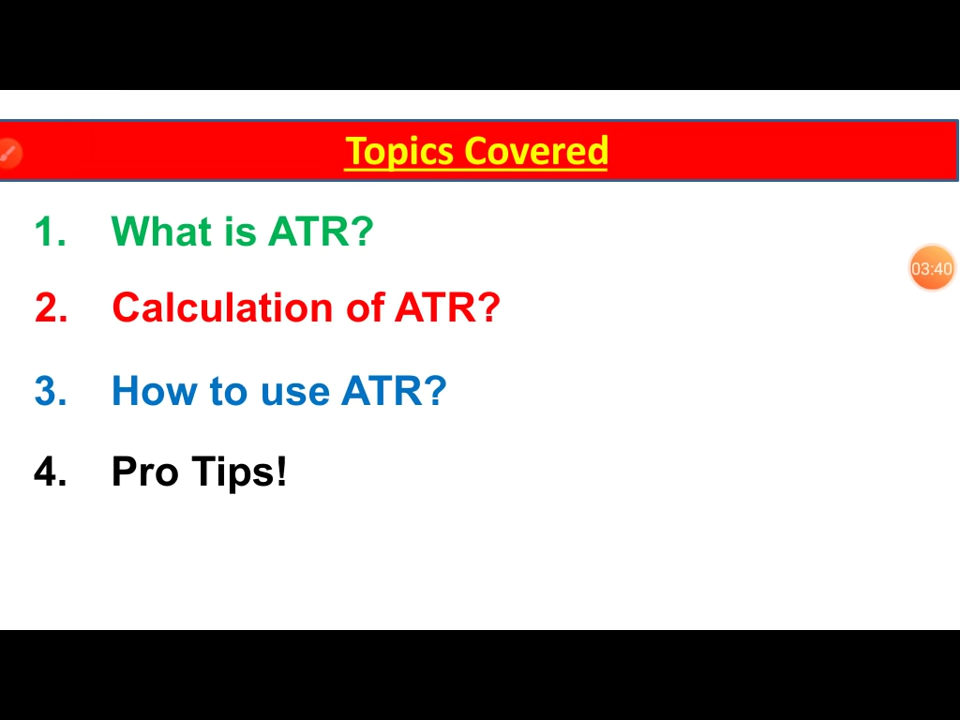 Topics Covered
1. What is ATR?
03:40
2. Calculation of ATR?
3. How to use ATR?
4. Pro Tips!